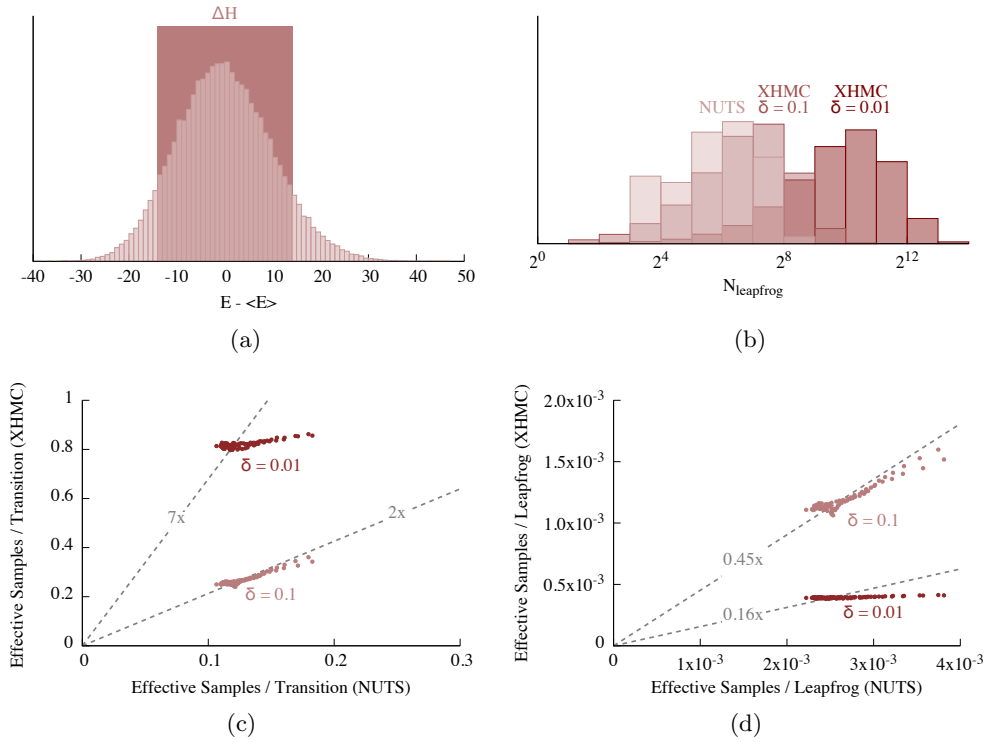 ΔH
-40 -30 -20 -10 0 10 20 30 40 50
E - <E>
(a)
NUTS
XHMC
δ = 0.1
XHMC
δ = 0.01
2^0 2^4 2^8 2^12
N_leapfrog
(b)
Effective Samples / Transition (XHMC)
1
0.8
0.6
0.4
0.2
0
7x
2x
δ = 0.01
δ = 0.1
0 0.1 0.2 0.3
Effective Samples / Transition (NUTS)
(c)
Effective Samples / Leapfrog (XHMC)
2.0x10^-3
1.5x10^-3
1.0x10^-3
0.5x10^-3
0
0.45x
0.16x
δ = 0.1
δ = 0.01
0 1x10^-3 2x10^-3 3x10^-3 4x10^-3
Effective Samples / Leapfrog (NUTS)
(d)